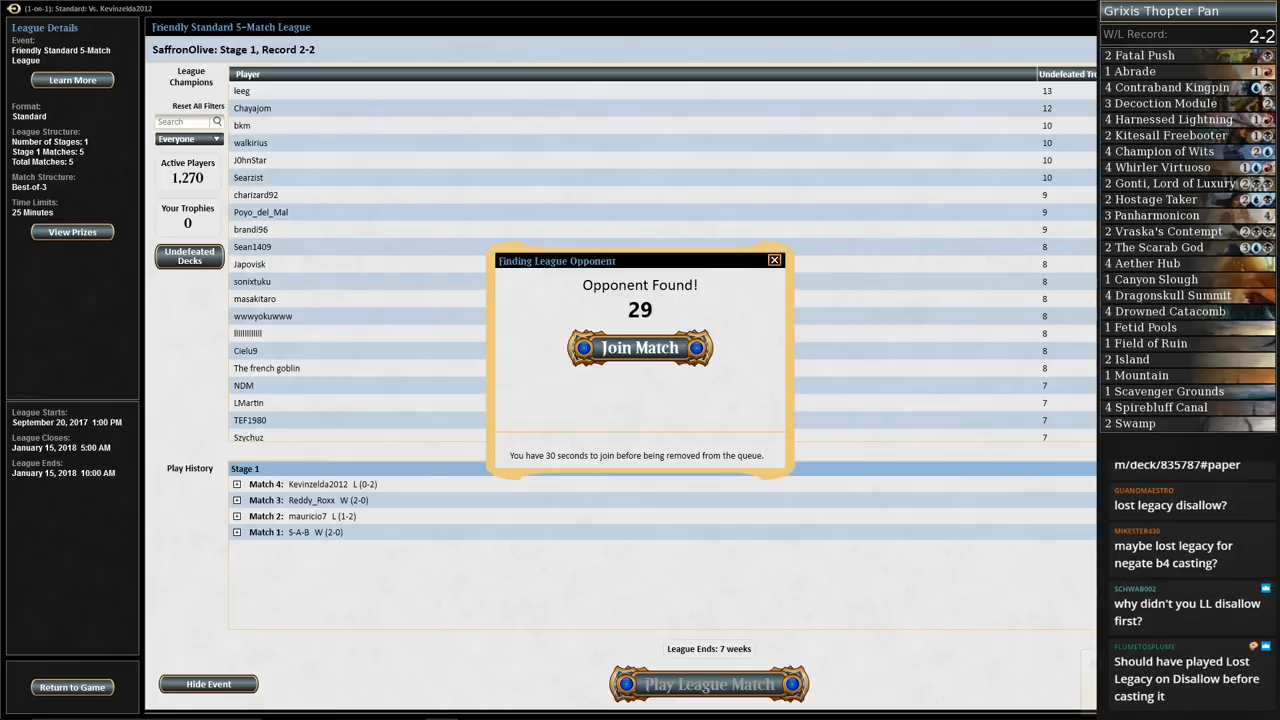 (1-on-1): Standard: Vs. Kevinzelda2012
League Details
Event:
Friendly Standard 5-Match
League
Learn More
Format:
Standard
League Structure:
Number of Stages: 1
Stage 1 Matches: 5
Total Matches: 5
Match Structure:
Best-of-3
Time Limits:
25 Minutes
View Prizes
League Starts:
September 20, 2017 1:00 PM
League Closes:
January 15, 2018 5:00 AM
League Ends:
January 15, 2018 10:00 AM
Return to Game
Friendly Standard 5-Match League
SaffronOlive: Stage 1, Record 2-2
League
Champions
Reset All Filters
Search
Everyone
Active Players
1,270
Your Trophies
0
Undefeated
Decks
Player
Undefeated Tro
leeg 13
Chayajom 12
bkm 10
walkirius 10
J0hnStar 10
Searzist 10
charizard92 9
Poyo_del_Mal 9
brandi96 9
Sean1409 8
Japovisk 8
sonixtuku 8
masakitaro 8
wwwyokuwww 8
8
Cielu9 8
The french goblin 8
NDM 7
LMartin 7
TEF1980 7
Szychuz 7
Finding League Opponent
Opponent Found!
29
Join Match
You have 30 seconds to join before being removed from the queue.
Play History
Stage 1
Match 4: Kevinzelda2012 L (0-2)
Match 3: Reddy_Roxx W (2-0)
Match 2: mauricio7 L (1-2)
Match 1: S-A-B W (2-0)
League Ends: 7 weeks
Hide Event
Play League Match
Grixis Thopter Pan
W/L Record: 2-2
2 Fatal Push
1 Abrade 1
4 Contraband Kingpin
3 Decoction Module 2
4 Harnessed Lightning 1
2 Kitesail Freebooter 1
4 Champion of Wits 2
4 Whirler Virtuoso 1
2 Gonti, Lord of Luxury 2
2 Hostage Taker 2
3 Panharmonicon 4
2 Vraska's Contempt 2
2 The Scarab God 3
4 Aether Hub
1 Canyon Slough
4 Dragonskull Summit
4 Drowned Catacomb
1 Fetid Pools
1 Field of Ruin
2 Island
1 Mountain
1 Scavenger Grounds
4 Spirebluff Canal
2 Swamp
m/deck/835787#paper
GUANOMAESTRO
lost legacy disallow?
MIKESTER430
maybe lost legacy for
negate b4 casting?
SCHWAB002
why didn't you LL disallow
first?
FLUMETOSPLUME
Should have played Lost
Legacy on Disallow before
casting it